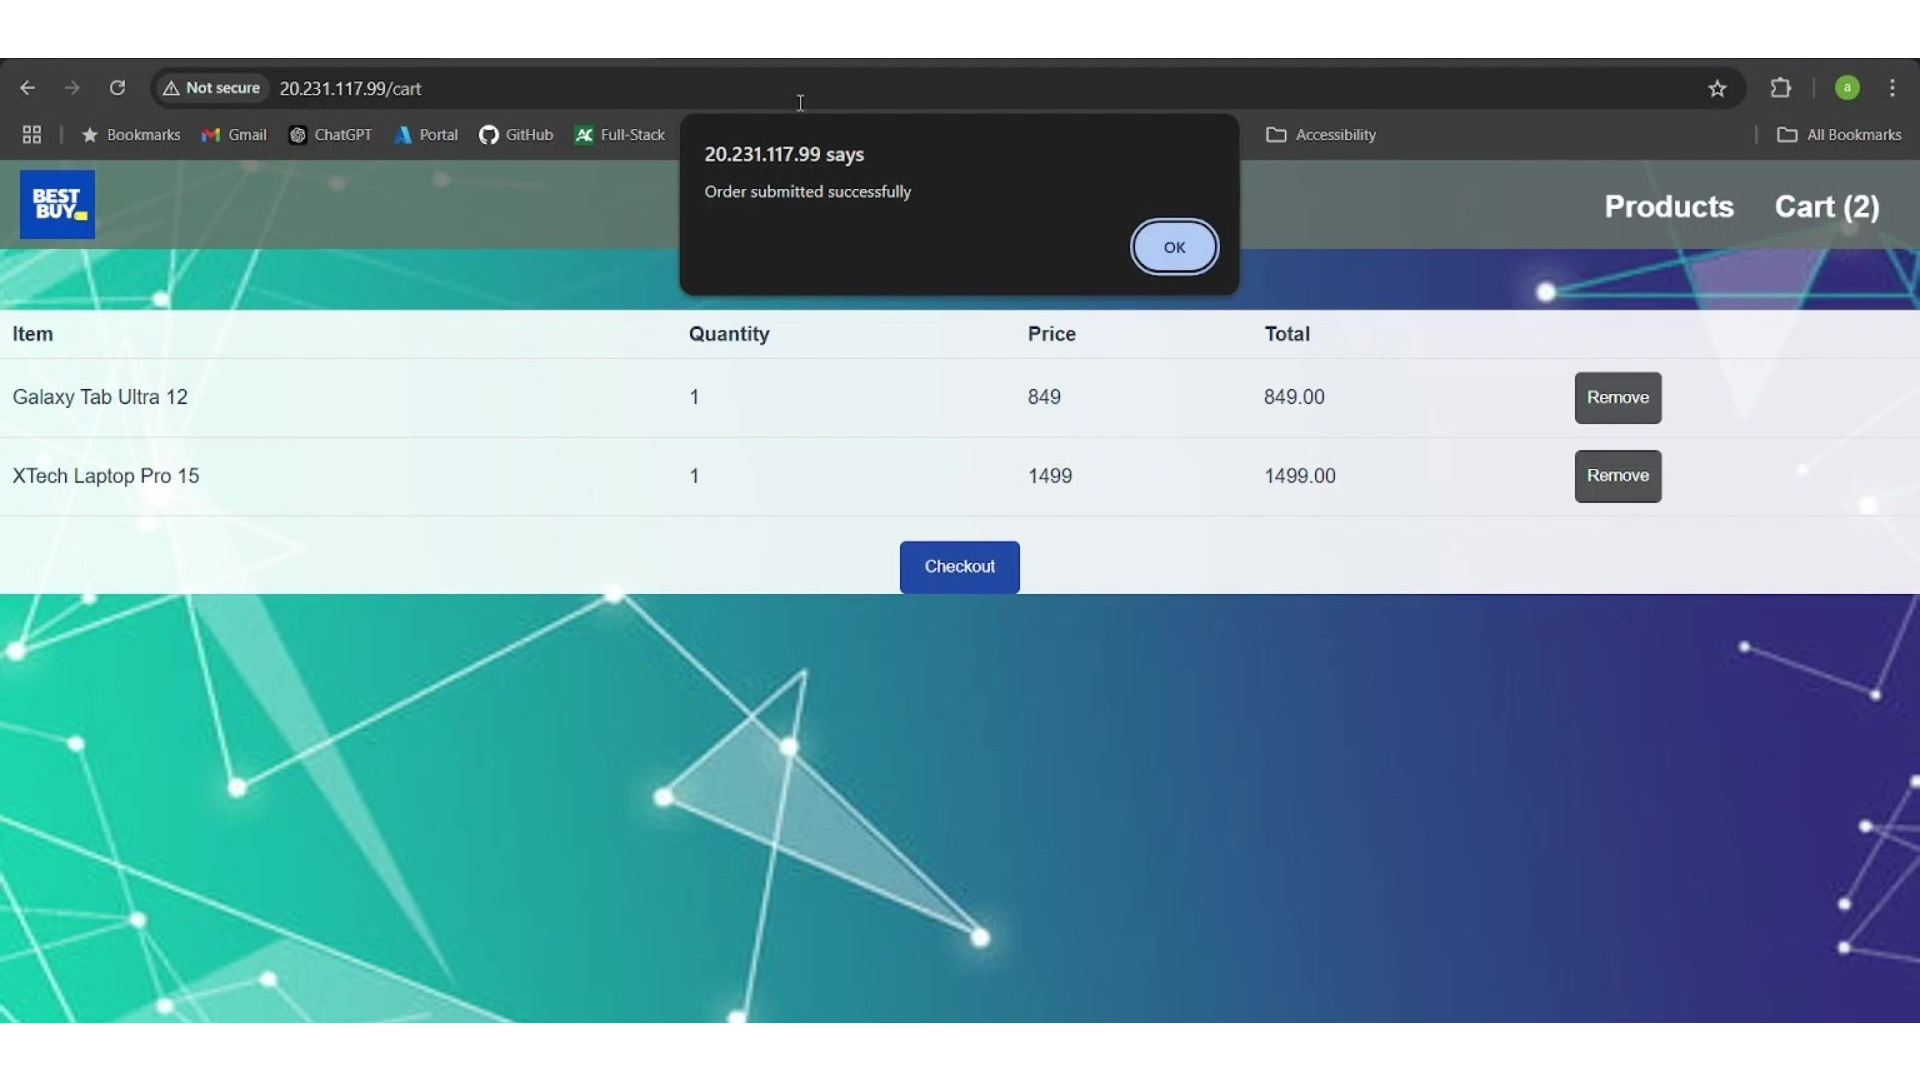 Not secure 20.231.117.99/cart
a
Bookmarks Gmail ChatGPT Portal GitHub Full-Stack Accessibility All Bookmarks
20.231.117.99 says
Order submitted successfully
OK
BEST
BUY
Products Cart (2)
Item Quantity Price Total
Galaxy Tab Ultra 12 1 849 849.00 Remove
XTech Laptop Pro 15 1 1499 1499.00 Remove
Checkout